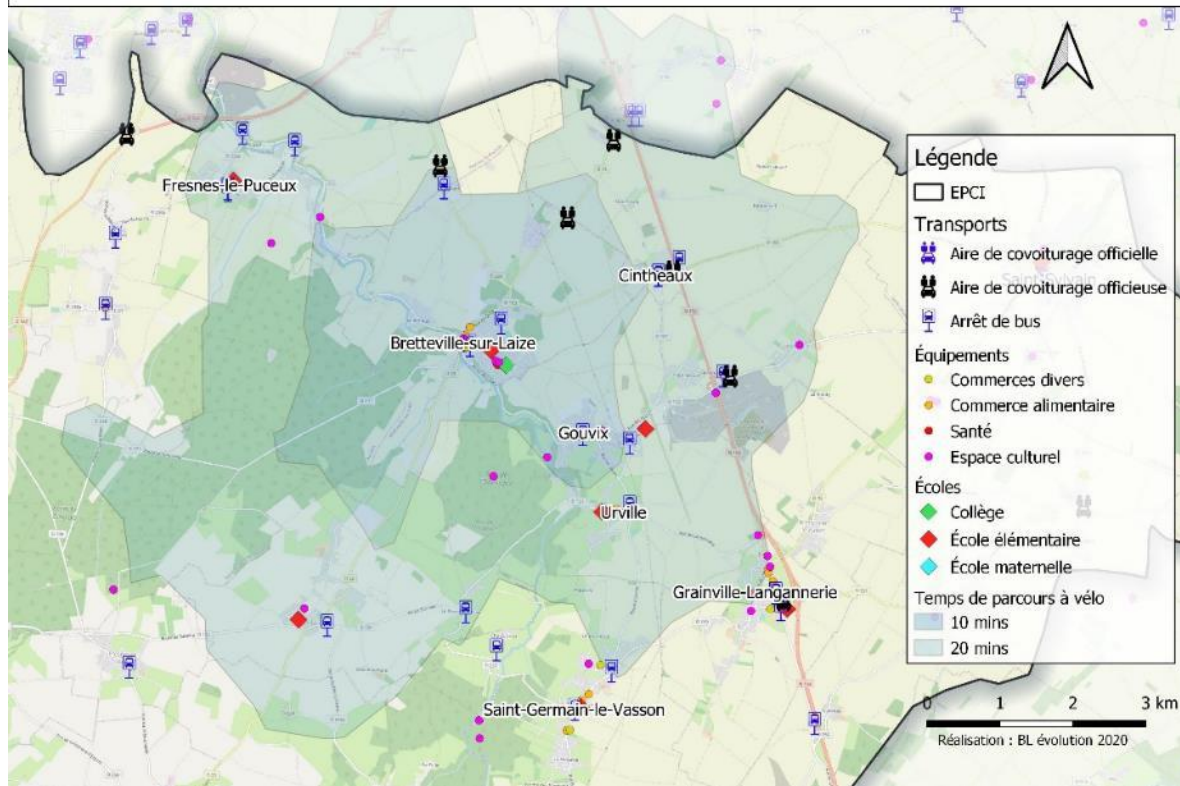 Fresnes-le-Puceux
Cintheaux
Bretteville-sur-Laize
Gouvix
Urville
Grainville-Langannerie
Saint-Germain-le-Vasson
Légende
EPCI
Transports
Aire de covoiturage officielle
Aire de covoiturage officieuse
Arrêt de bus
Équipements
Commerces divers
Commerce alimentaire
Santé
Espace culturel
Écoles
Collège
École élémentaire
École maternelle
Temps de parcours à vélo
10 mins
20 mins
Saint-Sylvain
0 1 2 3 km
Réalisation : BL évolution 2020